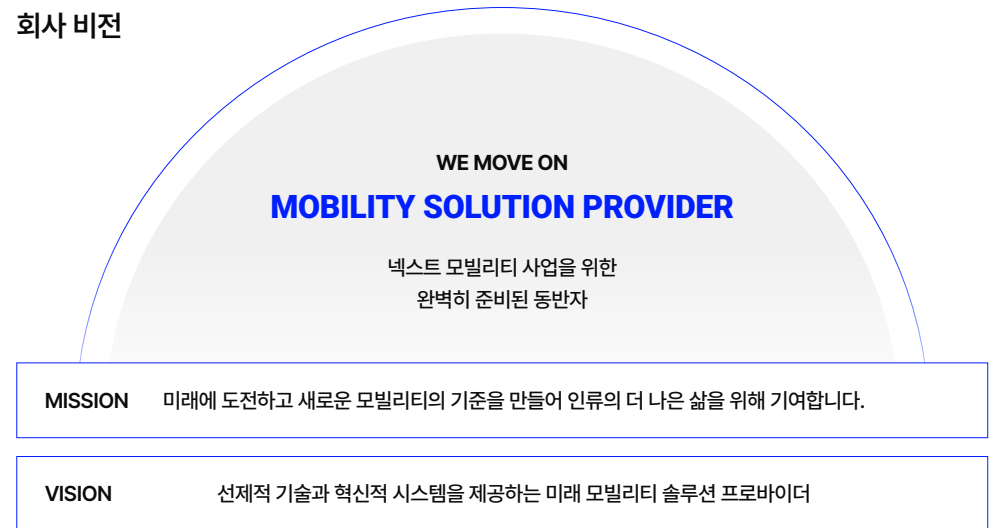 회사 비전
WE MOVE ON
MOBILITY SOLUTION PROVIDER
넥스트 모빌리티 사업을 위한
완벽히 준비된 동반자
MISSION 미래에 도전하고 새로운 모빌리티의 기준을 만들어 인류의 더 나은 삶을 위해 기여합니다.
VISION 선제적 기술과 혁신적 시스템을 제공하는 미래 모빌리티 솔루션 프로바이더